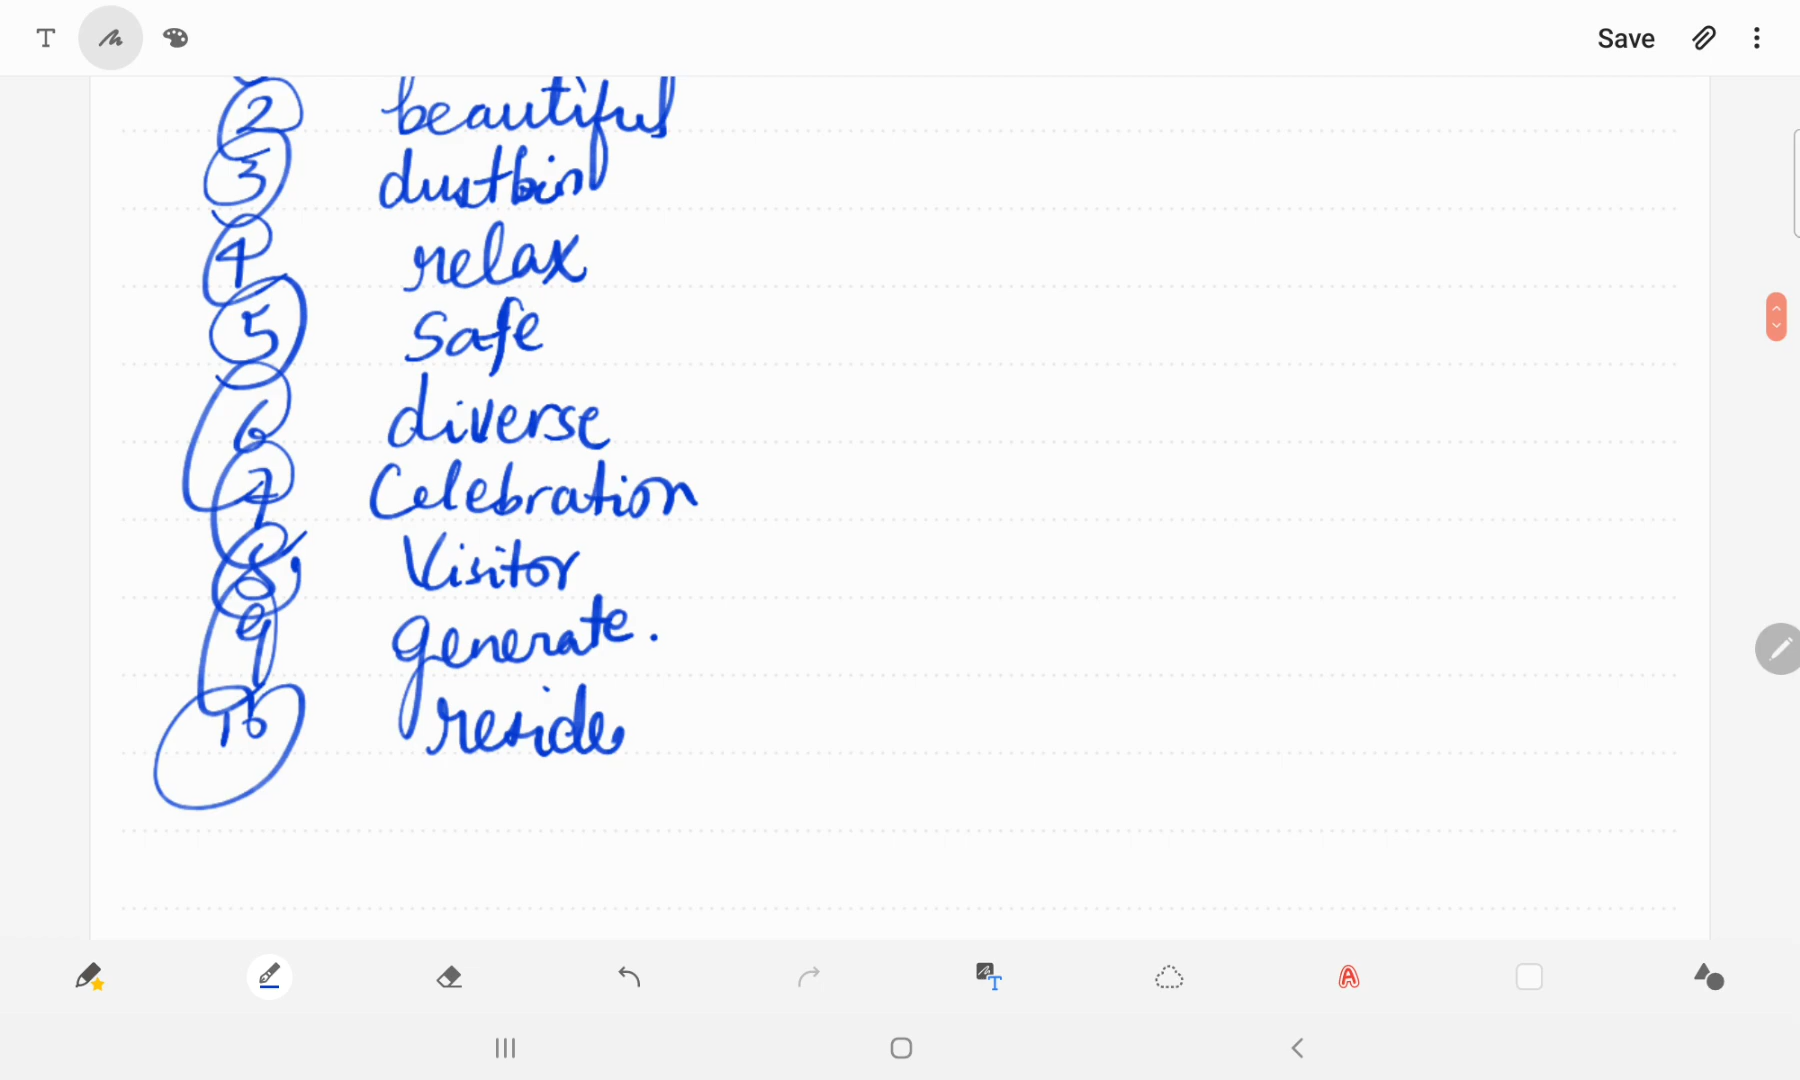 Save
2 beautiful
3 dustbin
4 relax
5 Safe
6 diverse
7 Celebration
8 Visitor
9 generate.
10 reside